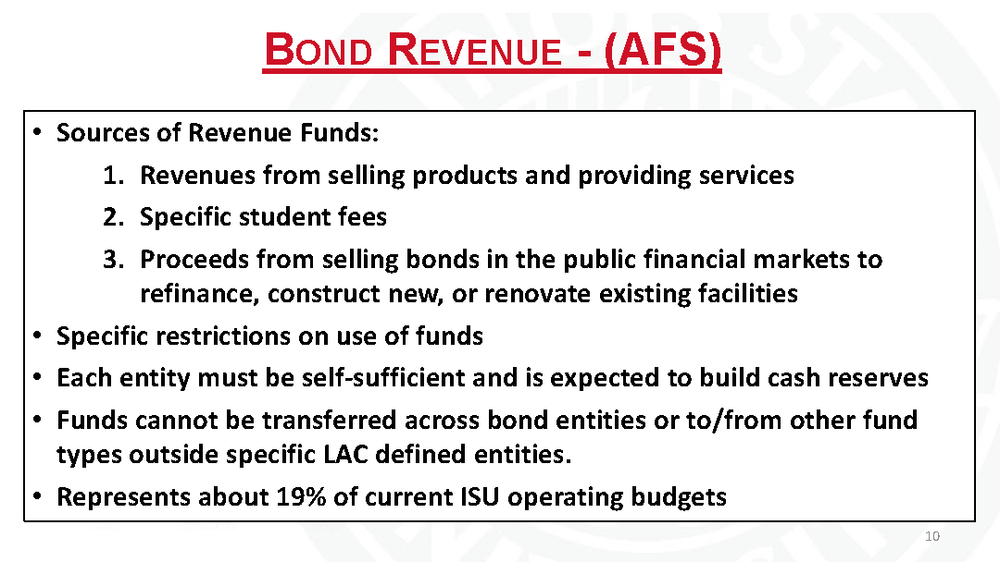 BOND REVENUE - (AFS)
• Sources of Revenue Funds:
1. Revenues from selling products and providing services
2. Specific student fees
3. Proceeds from selling bonds in the public financial markets to
refinance, construct new, or renovate existing facilities
• Specific restrictions on use of funds
• Each entity must be self-sufficient and is expected to build cash reserves
• Funds cannot be transferred across bond entities or to/from other fund
types outside specific LAC defined entities.
• Represents about 19% of current ISU operating budgets
10